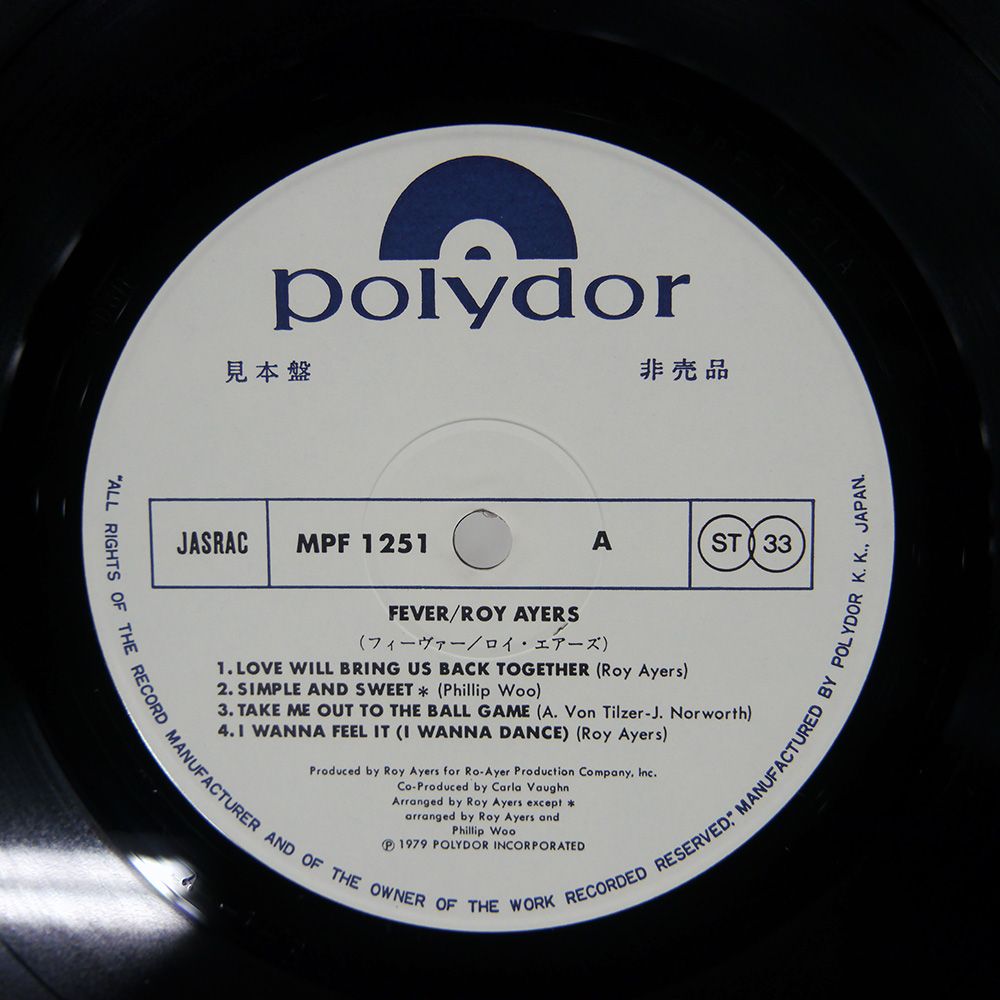 polydor
見本盤 非売品
JASRAC MPF 1251 A ST 33
FEVER/ROY AYERS
(フィーヴァー/ロイ・エアーズ)
1.LOVE WILL BRING US BACK TOGETHER (Roy Ayers)
2.SIMPLE AND SWEET * (Phillip Woo)
3.TAKE ME OUT TO THE BALL GAME (A. Von Tilzer-J. Norworth)
4.I WANNA FEEL IT (I WANNA DANCE) (Roy Ayers)
Produced by Roy Ayers for Ro-Ayer Production Company, Inc.
Co-Produced by Carla Vaughn
Arranged by Roy Ayers except *
arranged by Roy Ayers and
Phillip Woo
Ⓟ 1979 POLYDOR INCORPORATED
"ALL RIGHTS OF THE RECORD MANUFACTURER AND OF THE OWNER OF THE WORK RECORDED RESERVED." MANUFACTURED BY POLYDOR K. K., JAPAN.